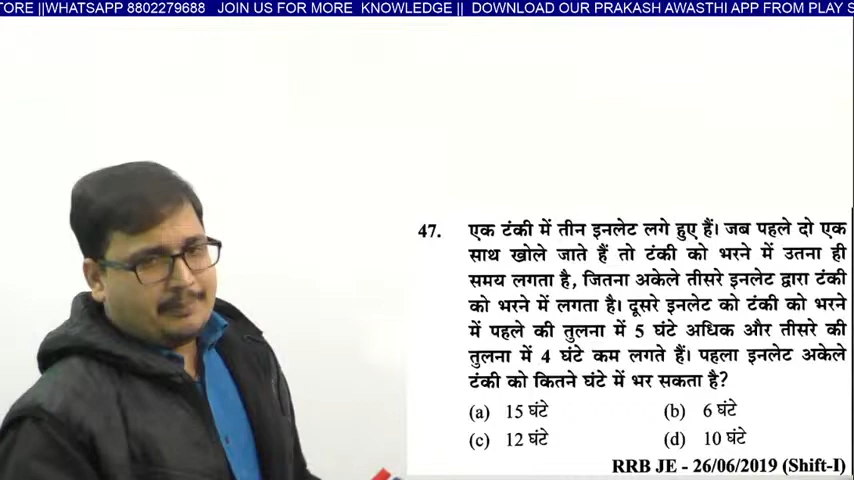 TORE ||WHATSAPP 8802279688 JOIN US FOR MORE KNOWLEDGE || DOWNLOAD OUR PRAKASH AWASTHI APP FROM PLAY S
47. एक टंकी में तीन इनलेट लगे हुए हैं। जब पहले दो एक
साथ खोले जाते हैं तो टंकी को भरने में उतना ही
समय लगता है, जितना अकेले तीसरे इनलेट द्वारा टंकी
को भरने में लगता है। दूसरे इनलेट को टंकी को भरने
में पहले की तुलना में 5 घंटे अधिक और तीसरे की
तुलना में 4 घंटे कम लगते हैं। पहला इनलेट अकेले
टंकी को कितने घंटे में भर सकता है?
(a) 15 घंटे (b) 6 घंटे
(c) 12 घंटे (d) 10 घंटे
RRB JE - 26/06/2019 (Shift-I)